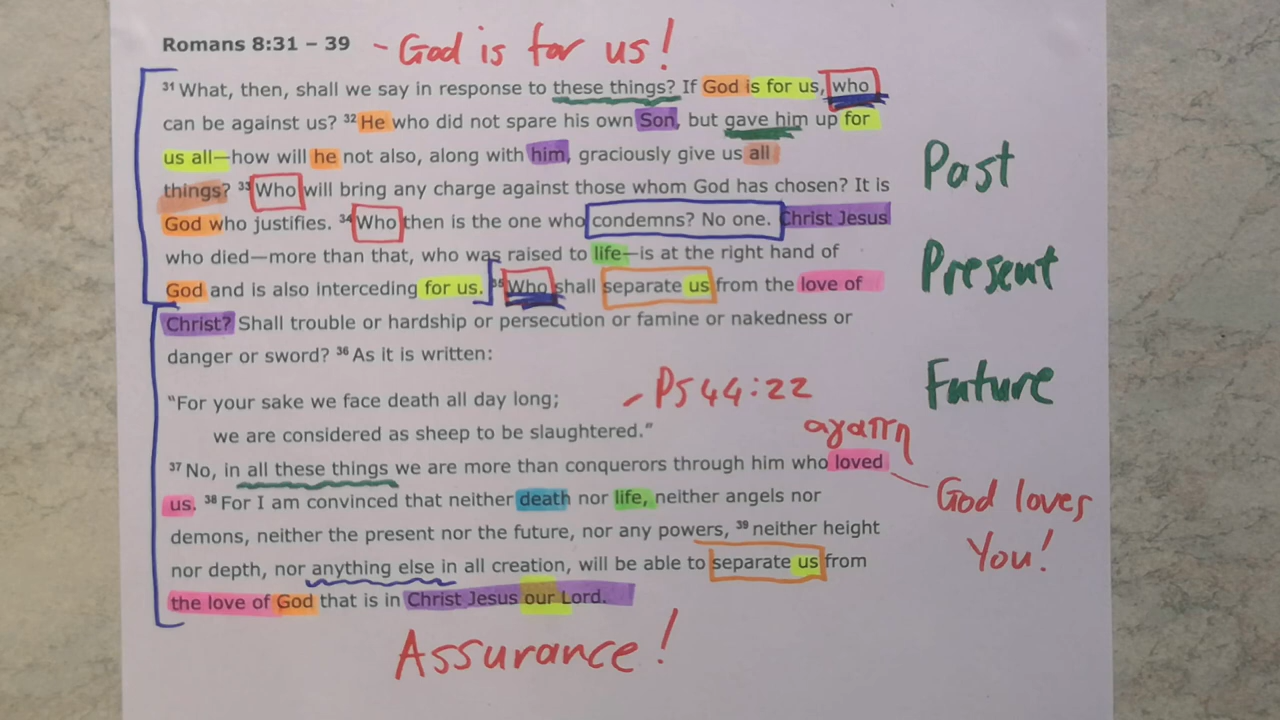 Romans 8:31 – 39 - God is for us!
³¹ What, then, shall we say in response to these things? If God is for us, who
can be against us? ³² He who did not spare his own Son, but gave him up for
us all—how will he not also, along with him, graciously give us all
things? ³³ Who will bring any charge against those whom God has chosen? It is
God who justifies. ³⁴ Who then is the one who condemns? No one. Christ Jesus
who died—more than that, who was raised to life—is at the right hand of
God and is also interceding for us. ³⁵ Who shall separate us from the love of
Christ? Shall trouble or hardship or persecution or famine or nakedness or
danger or sword? ³⁶ As it is written:
“For your sake we face death all day long;
we are considered as sheep to be slaughtered.”
³⁷ No, in all these things we are more than conquerors through him who loved
us. ³⁸ For I am convinced that neither death nor life, neither angels nor
demons, neither the present nor the future, nor any powers, ³⁹ neither height
nor depth, nor anything else in all creation, will be able to separate us from
the love of God that is in Christ Jesus our Lord.
Assurance!
Past
Present
Future
- Ps 44:22
αγαπη
God loves
You!